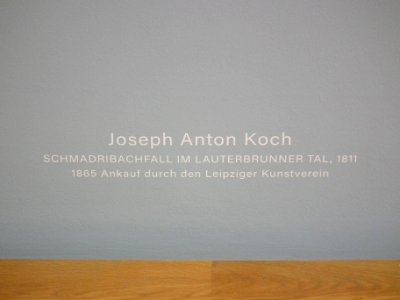 Joseph Anton Koch
SCHMADRIBACHFALL IM LAUTERBRUNNER TAL, 1811
1865 Ankauf durch den Leipziger Kunstverein